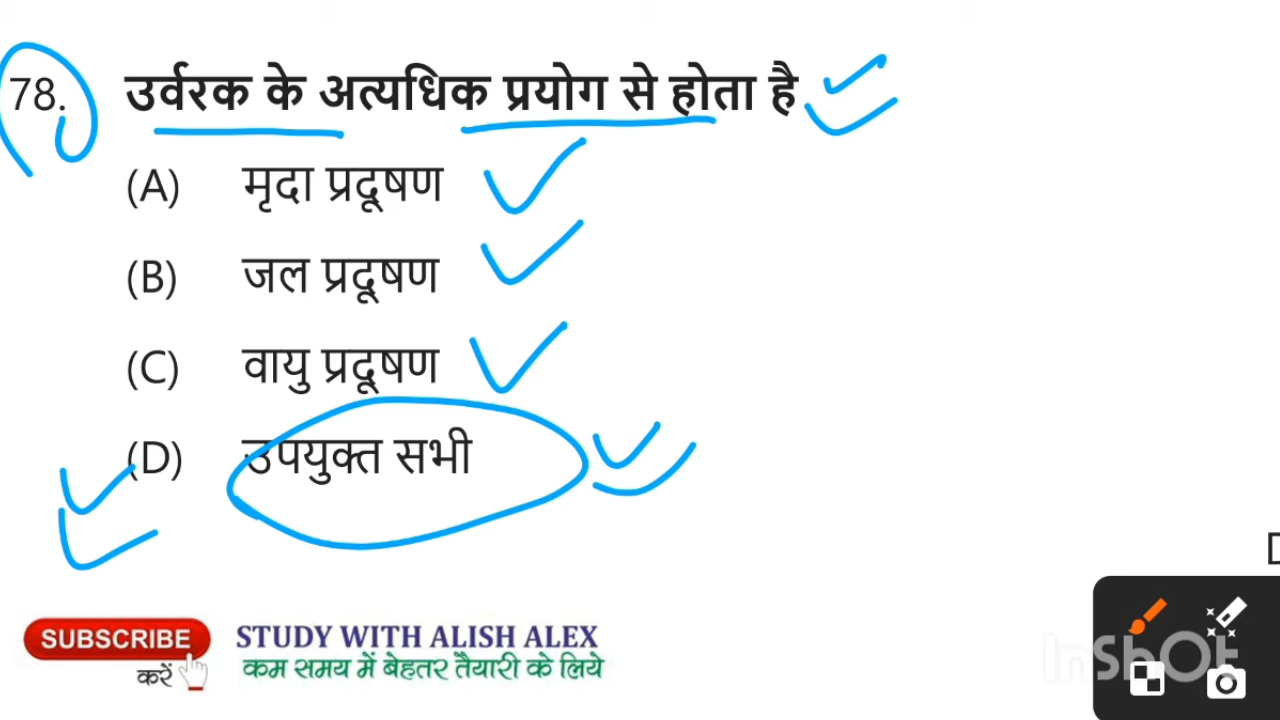 78. उर्वरक के अत्यधिक प्रयोग से होता है
(A) मृदा प्रदूषण
(B) जल प्रदूषण
(C) वायु प्रदूषण
(D) उपयुक्त सभी
SUBSCRIBE
करें
STUDY WITH ALISH ALEX
कम समय में बेहतर तैयारी के लिये
InShOt